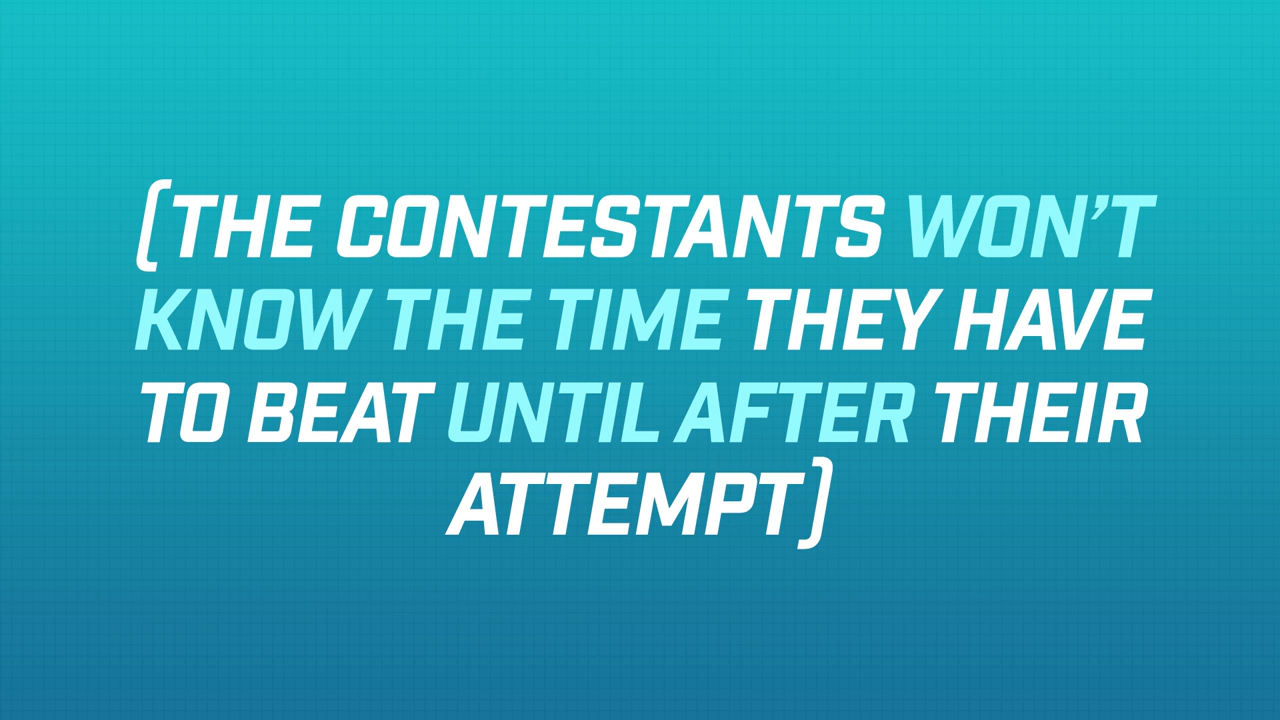 (THE CONTESTANTS WON’T
KNOW THE TIME THEY HAVE
TO BEAT UNTIL AFTER THEIR
ATTEMPT)